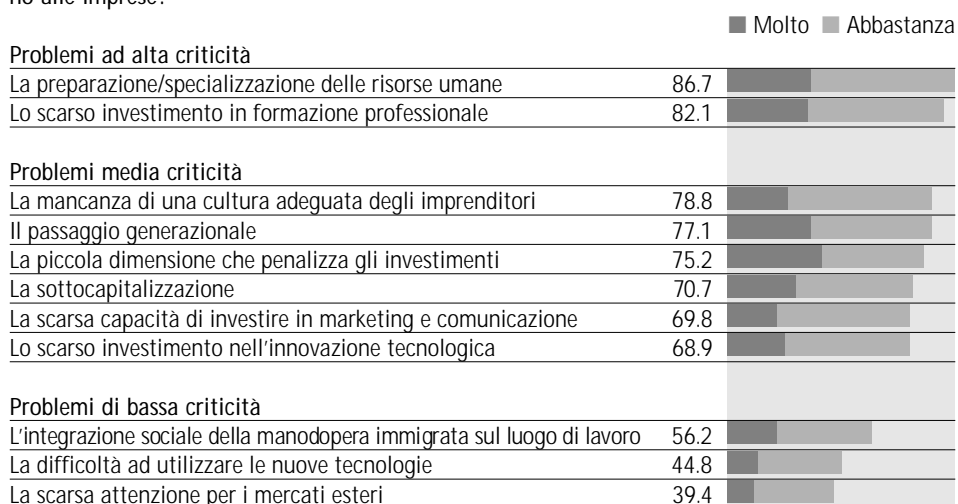 rio alle imprese?
Molto Abbastanza
Problemi ad alta criticità
La preparazione/specializzazione delle risorse umane 86.7
Lo scarso investimento in formazione professionale 82.1
Problemi media criticità
La mancanza di una cultura adeguata degli imprenditori 78.8
Il passaggio generazionale 77.1
La piccola dimensione che penalizza gli investimenti 75.2
La sottocapitalizzazione 70.7
La scarsa capacità di investire in marketing e comunicazione 69.8
Lo scarso investimento nell'innovazione tecnologica 68.9
Problemi di bassa criticità
L'integrazione sociale della manodopera immigrata sul luogo di lavoro 56.2
La difficoltà ad utilizzare le nuove tecnologie 44.8
La scarsa attenzione per i mercati esteri 39.4